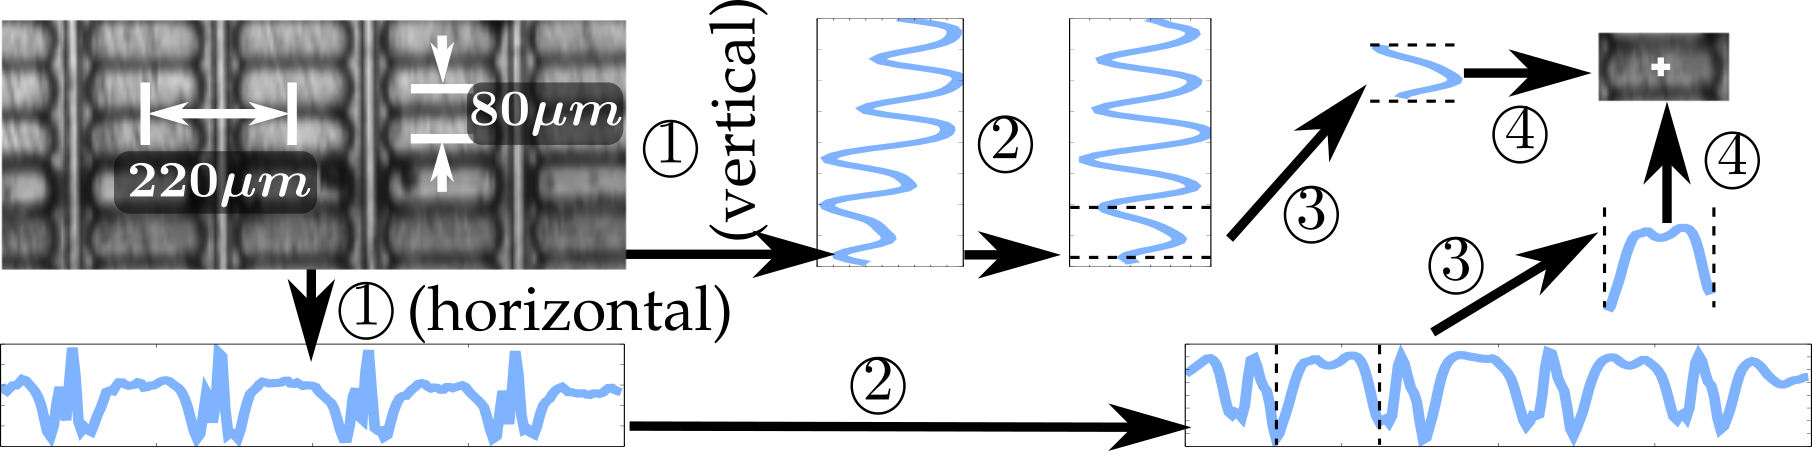 80μm
220μm
① (vertical)
① (horizontal)
②
②
③
③
④
④